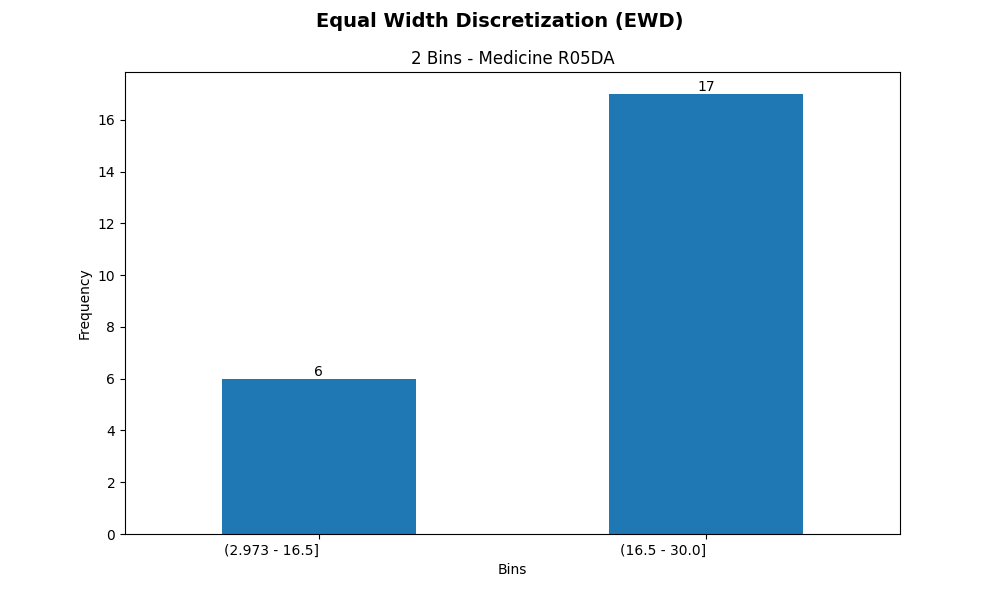 Equal Width Discretization (EWD)
2 Bins - Medicine R05DA
17
16
14
12
10
8
6
6
4
2
0
Frequency
(2.973 - 16.5]
(16.5 - 30.0]
Bins